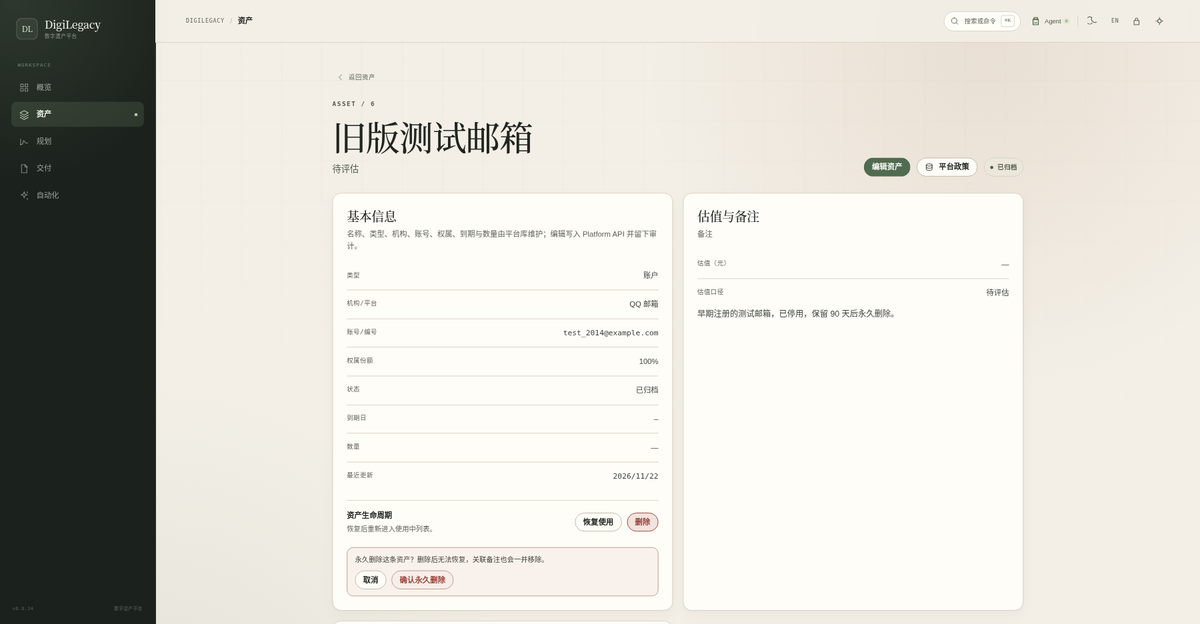 DL
DigiLegacy
数字遗产平台
WORKSPACE
概览
资产
规划
交付
自动化
v0.3.34
数字遗产平台
DIGILEGACY / 资产
搜索或命令
⌘K
Agent
EN
返回资产
ASSET / 6
旧版测试邮箱
待评估
编辑资产
平台政策
已归档
基本信息
名称、类型、机构、账号、权属、到期与数量由平台库维护；编辑写入 Platform API 并留下审
计。
类型
账户
机构/平台
QQ 邮箱
账号/编号
test_2014@example.com
权属份额
100%
状态
已归档
到期日
—
数量
—
最近更新
2026/11/22
资产生命周期
恢复后重新进入使用中列表。
恢复使用
删除
永久删除这条资产？删除后无法恢复，关联备注也会一并移除。
取消
确认永久删除
估值与备注
备注
估值（元）
—
估值口径
待评估
早期注册的测试邮箱，已停用，保留 90 天后永久删除。